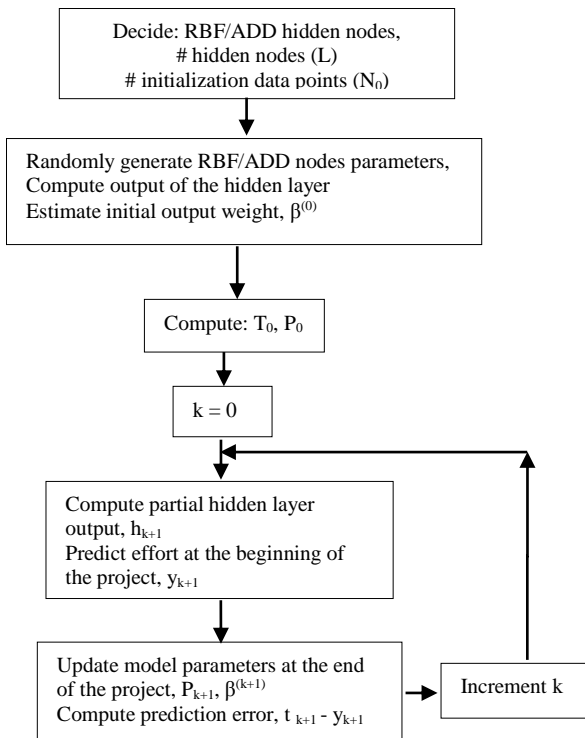 Decide: RBF/ADD hidden nodes,
# hidden nodes (L)
# initialization data points (N₀)
Randomly generate RBF/ADD nodes parameters,
Compute output of the hidden layer
Estimate initial output weight, β⁽⁰⁾
Compute: T₀, P₀
k = 0
Compute partial hidden layer
output, hₖ₊₁
Predict effort at the beginning of
the project, yₖ₊₁
Update model parameters at the end
of the project, Pₖ₊₁, β⁽ᵏ⁺¹⁾
Compute prediction error, t ₖ₊₁ - yₖ₊₁
Increment k